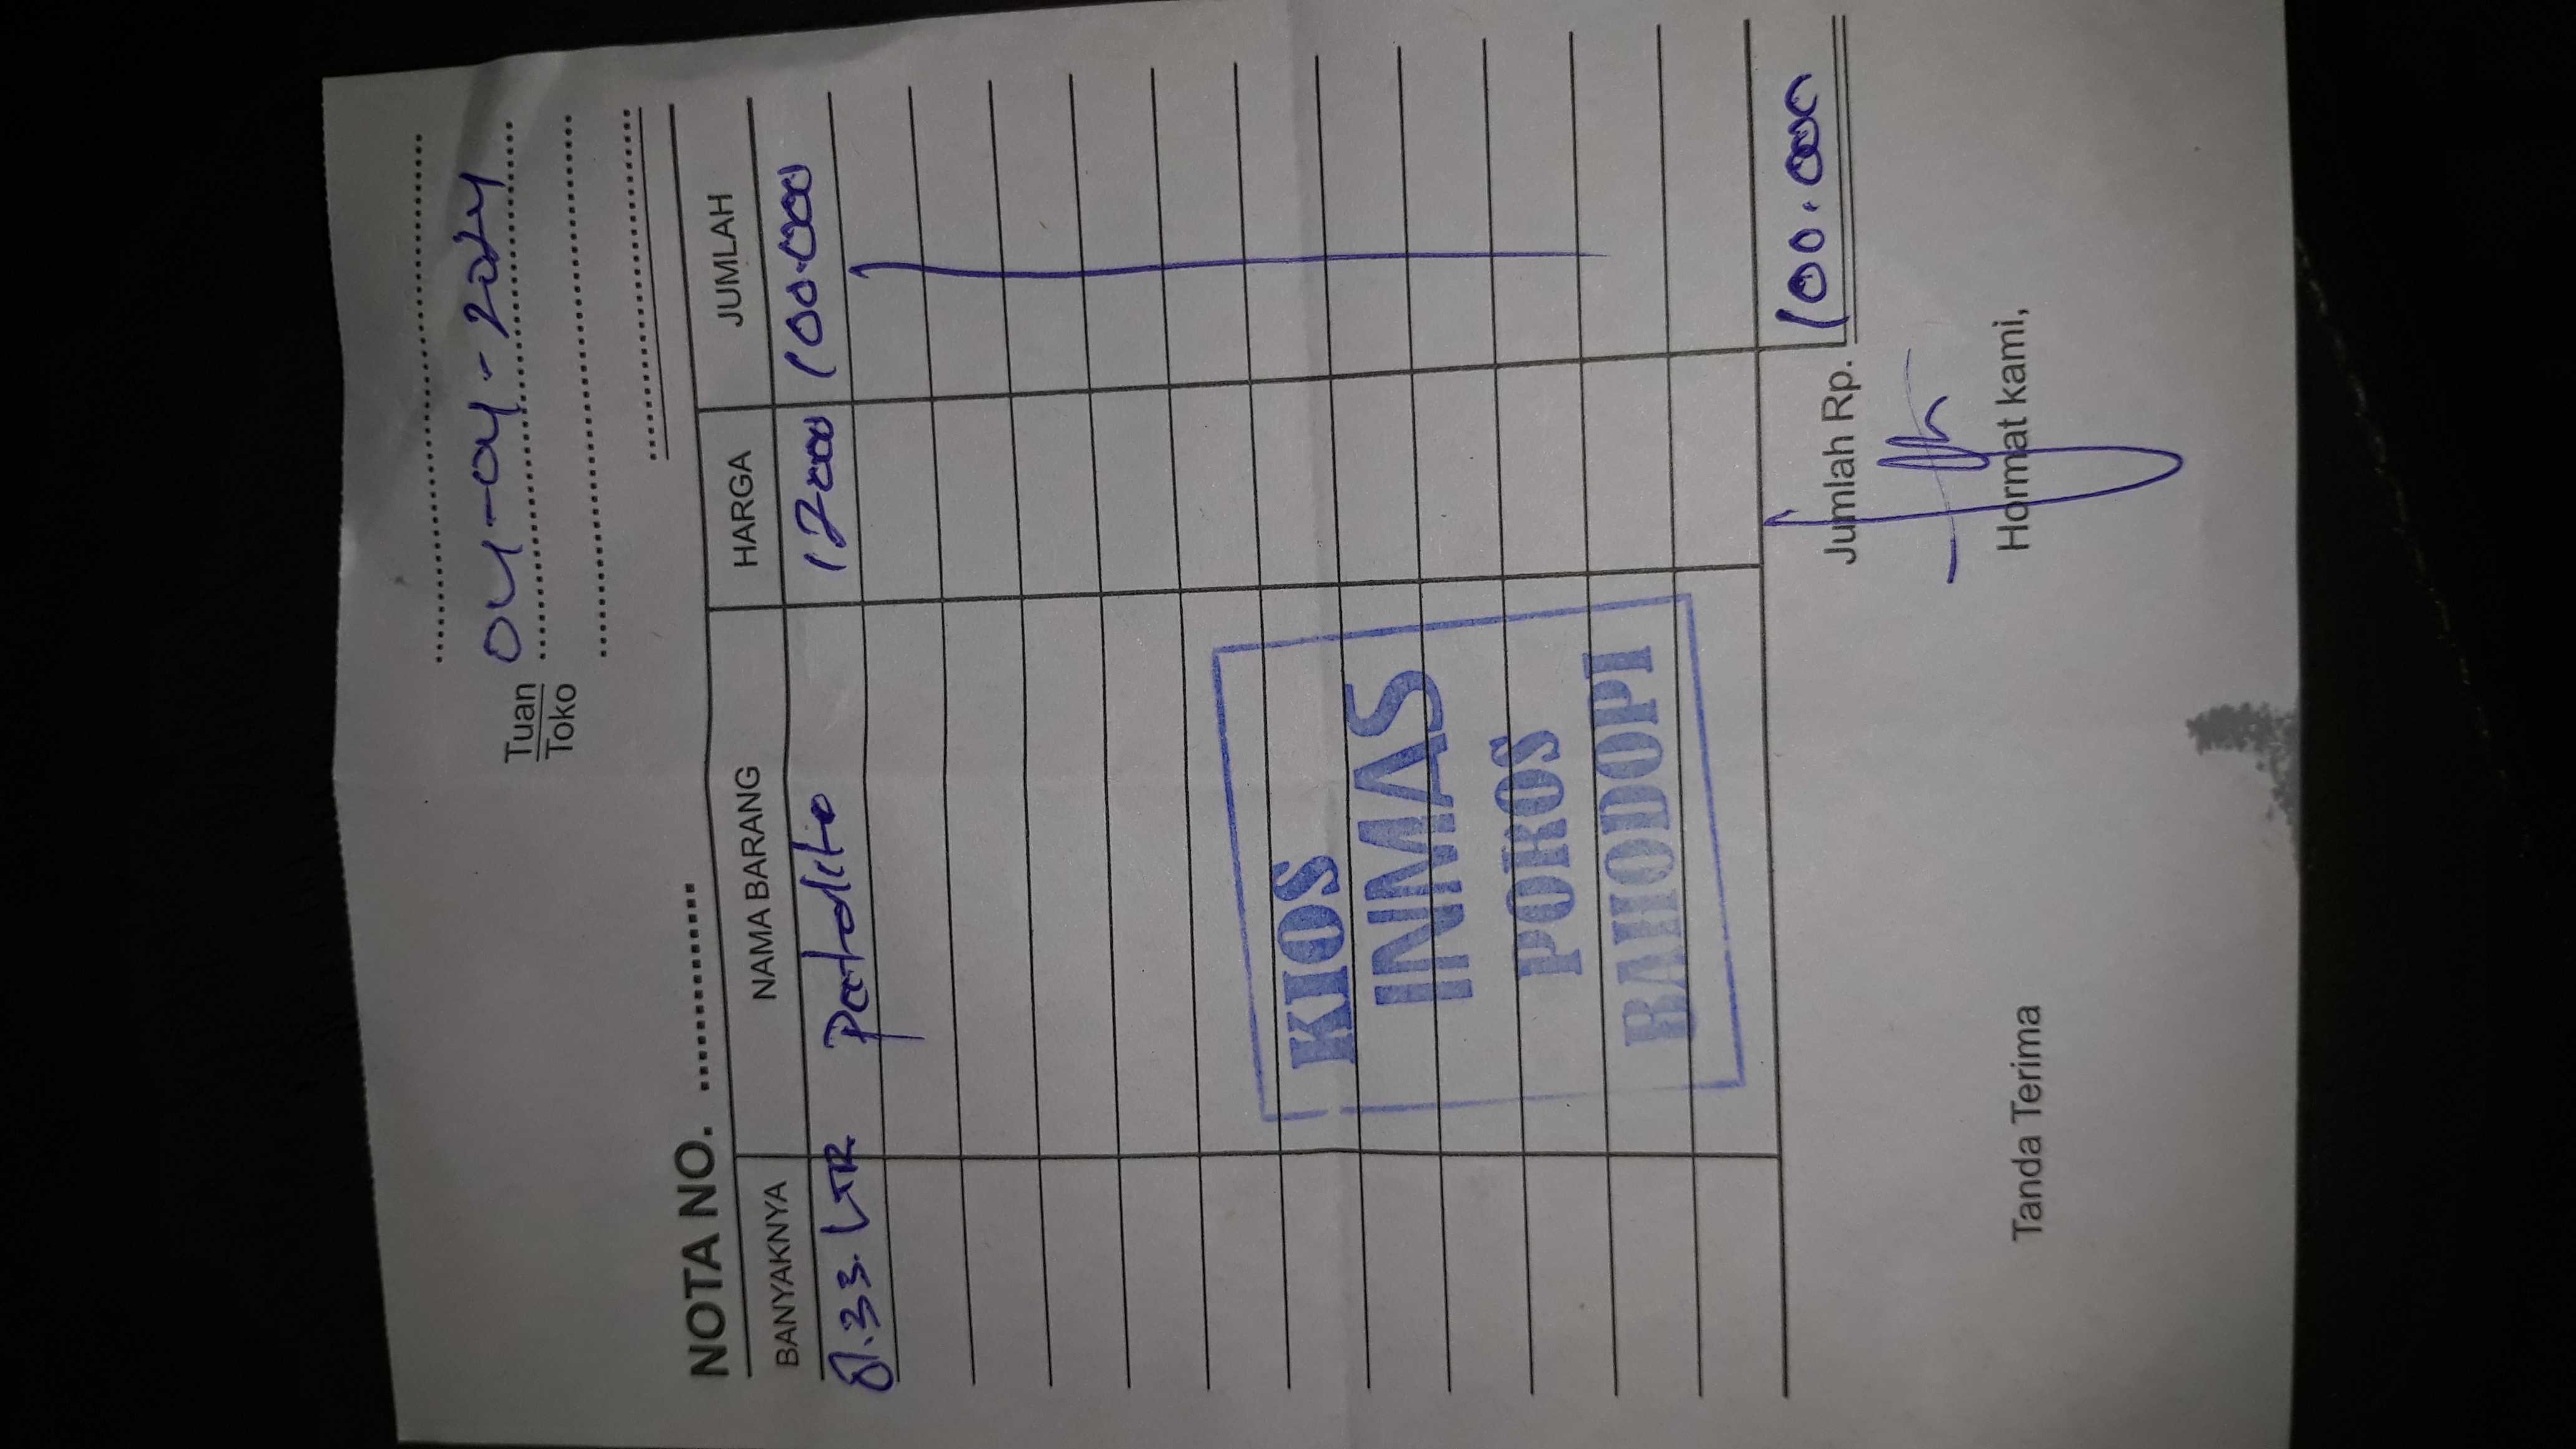 04-04-2024
Tuan
Toko
NOTA NO. ............
BANYAKNYA NAMA BARANG HARGA JUMLAH
8.33 LTR Pertalite 12000 100.000
KIOS
INMAS
POROS
BAHODOPI
Jumlah Rp. 100.000
Tanda Terima Hormat kami,